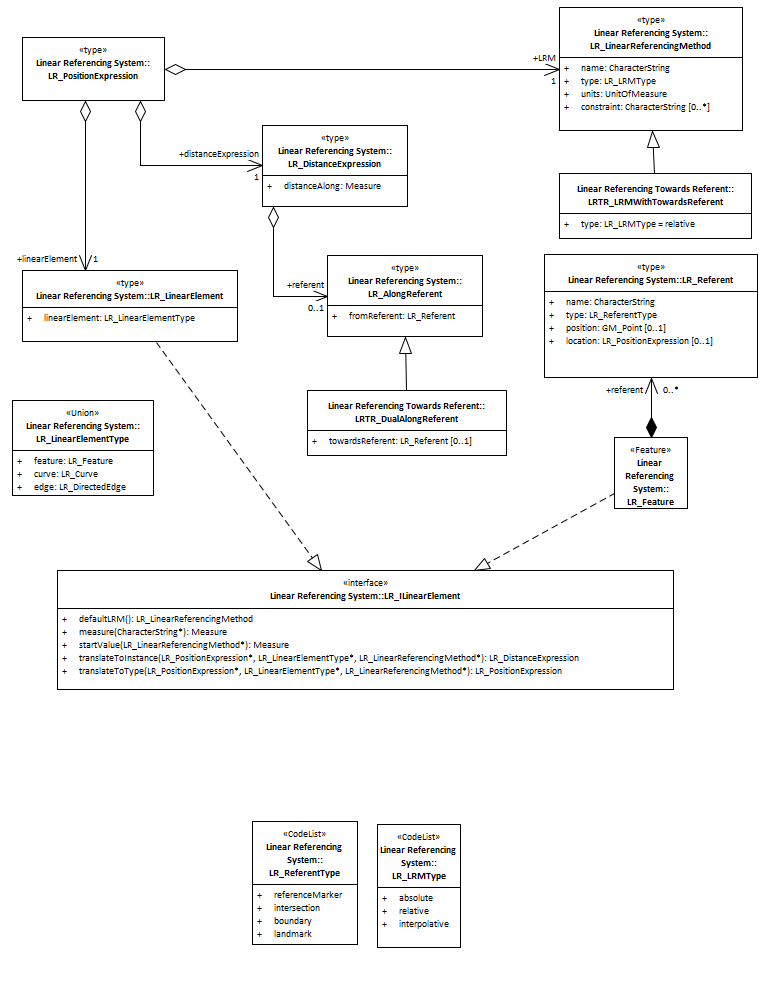 «type»
Linear Referencing System::
LR_PositionExpression
«type»
Linear Referencing System::
LR_LinearReferencingMethod
+ name: CharacterString
+ type: LR_LRMType
+ units: UnitOfMeasure
+ constraint: CharacterString [0..*]
+LRM
1
+distanceExpression
1
«type»
Linear Referencing System::
LR_DistanceExpression
+ distanceAlong: Measure
Linear Referencing Towards Referent::
LRTR_LRMWithTowardsReferent
+ type: LR_LRMType = relative
+linearElement
1
«type»
Linear Referencing System::LR_LinearElement
+ linearElement: LR_LinearElementType
+referent
0..1
«type»
Linear Referencing System::
LR_AlongReferent
+ fromReferent: LR_Referent
«type»
Linear Referencing System::LR_Referent
+ name: CharacterString
+ type: LR_ReferentType
+ position: GM_Point [0..1]
+ location: LR_PositionExpression [0..1]
+referent
0..*
«Union»
Linear Referencing System::
LR_LinearElementType
+ feature: LR_Feature
+ curve: LR_Curve
+ edge: LR_DirectedEdge
Linear Referencing Towards Referent::
LRTR_DualAlongReferent
+ towardsReferent: LR_Referent [0..1]
«Feature»
Linear
Referencing
System::
LR_Feature
«interface»
Linear Referencing System::LR_ILinearElement
+ defaultLRM(): LR_LinearReferencingMethod
+ measure(CharacterString*): Measure
+ startValue(LR_LinearReferencingMethod*): Measure
+ translateToInstance(LR_PositionExpression*, LR_LinearElementType*, LR_LinearReferencingMethod*): LR_DistanceExpression
+ translateToType(LR_PositionExpression*, LR_LinearElementType*, LR_LinearReferencingMethod*): LR_PositionExpression
«CodeList»
Linear Referencing
System::
LR_ReferentType
+ referenceMarker
+ intersection
+ boundary
+ landmark
«CodeList»
Linear Referencing
System::
LR_LRMType
+ absolute
+ relative
+ interpolative